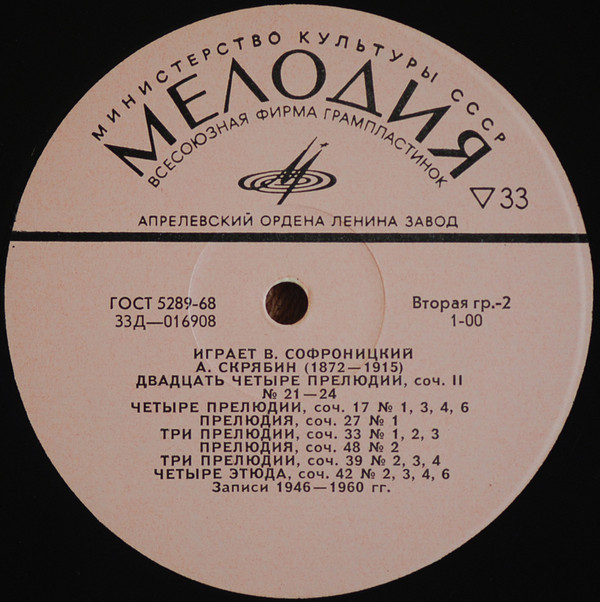 МИНИСТЕРСТВО КУЛЬТУРЫ СССР
МЕЛОДИЯ
ВСЕСОЮЗНАЯ ФИРМА ГРАМПЛАСТИНОК
▽33
АПРЕЛЕВСКИЙ ОРДЕНА ЛЕНИНА ЗАВОД
ГОСТ 5289-68
33Д—016908
Вторая гр.-2
1-00
ИГРАЕТ В. СОФРОНИЦКИЙ
А. СКРЯБИН (1872—1915)
ДВАДЦАТЬ ЧЕТЫРЕ ПРЕЛЮДИИ, соч. II
№ 21—24
ЧЕТЫРЕ ПРЕЛЮДИИ, соч. 17 № 1, 3, 4, 6
ПРЕЛЮДИЯ, соч. 27 № 1
ТРИ ПРЕЛЮДИИ, соч. 33 № 1, 2, 3
ПРЕЛЮДИЯ, соч. 48 № 2
ТРИ ПРЕЛЮДИИ, соч. 39 № 2, 3, 4
ЧЕТЫРЕ ЭТЮДА, соч. 42 № 2, 3, 4, 6
Записи 1946—1960 гг.